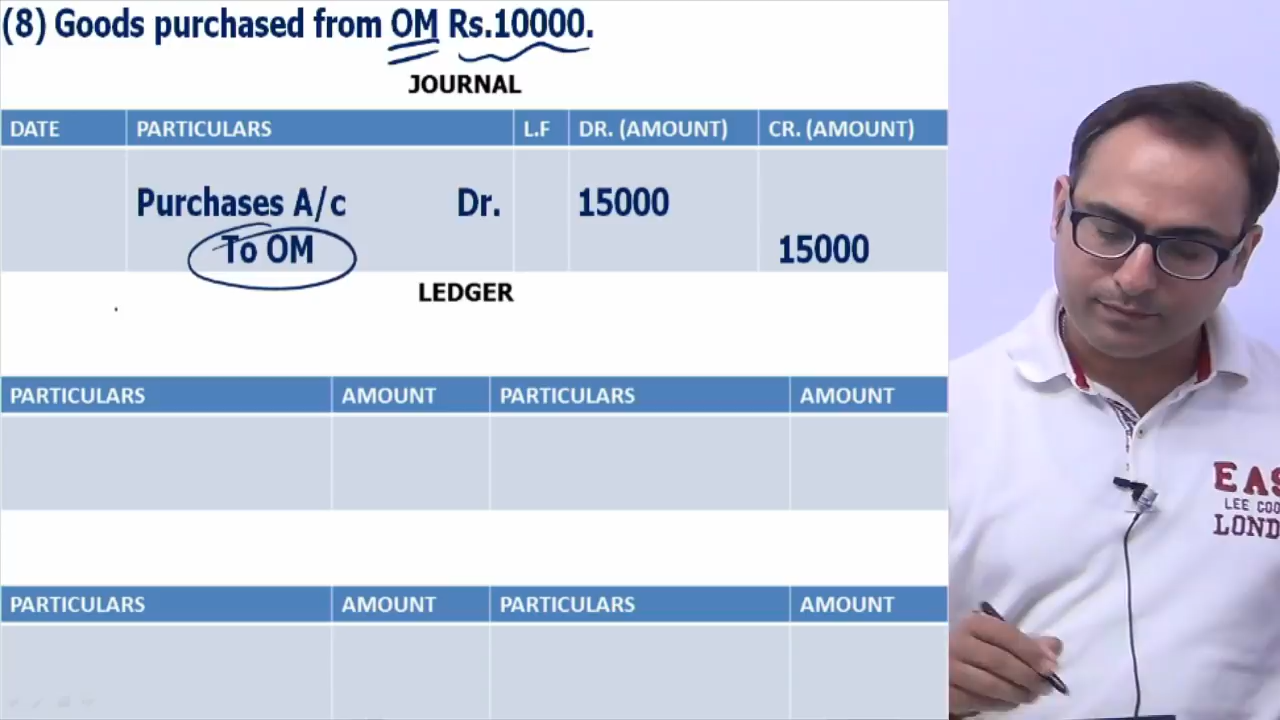 (8) Goods purchased from OM Rs.10000.
JOURNAL
DATE PARTICULARS L.F DR. (AMOUNT) CR. (AMOUNT)
Purchases A/c Dr. 15000
To OM 15000
LEDGER
PARTICULARS AMOUNT PARTICULARS AMOUNT
PARTICULARS AMOUNT PARTICULARS AMOUNT
EAS
LEE COO
LOND